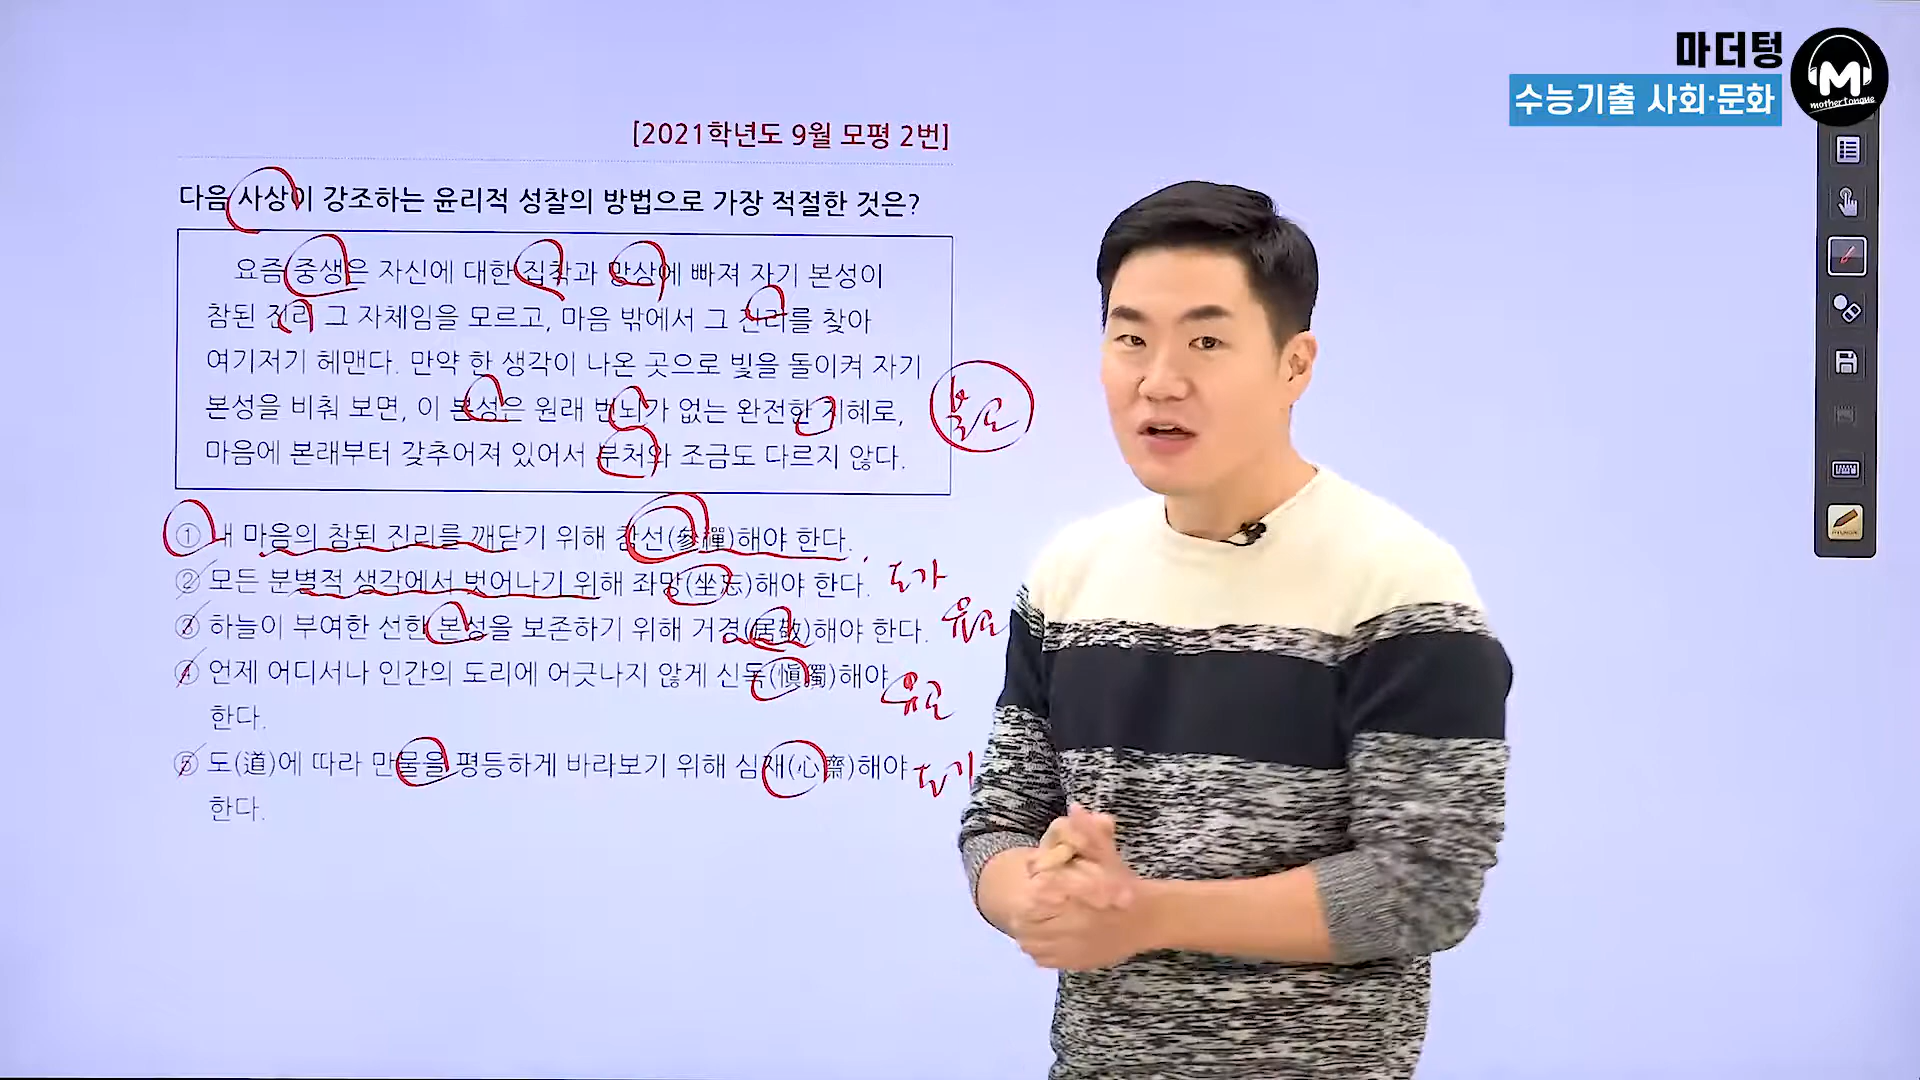 마더텅
수능기출 사회·문화
M
mothertongue
[2021학년도 9월 모평 2번]
다음 사상이 강조하는 윤리적 성찰의 방법으로 가장 적절한 것은?
요즘 중생은 자신에 대한 집착과 망상에 빠져 자기 본성이
참된 진리 그 자체임을 모르고, 마음 밖에서 그 진리를 찾아
여기저기 헤맨다. 만약 한 생각이 나온 곳으로 빛을 돌이켜 자기
본성을 비춰 보면, 이 본성은 원래 번뇌가 없는 완전한 지혜로,
마음에 본래부터 갖추어져 있어서 부처와 조금도 다르지 않다.
불교
① 내 마음의 참된 진리를 깨닫기 위해 참선(參禪)해야 한다.
② 모든 분별적 생각에서 벗어나기 위해 좌망(坐忘)해야 한다. 도가
③ 하늘이 부여한 선한 본성을 보존하기 위해 거경(居敬)해야 한다. 유교
④ 언제 어디서나 인간의 도리에 어긋나지 않게 신독(愼獨)해야 유교
한다.
⑤ 도(道)에 따라 만물을 평등하게 바라보기 위해 심재(心齋)해야 도가
한다.